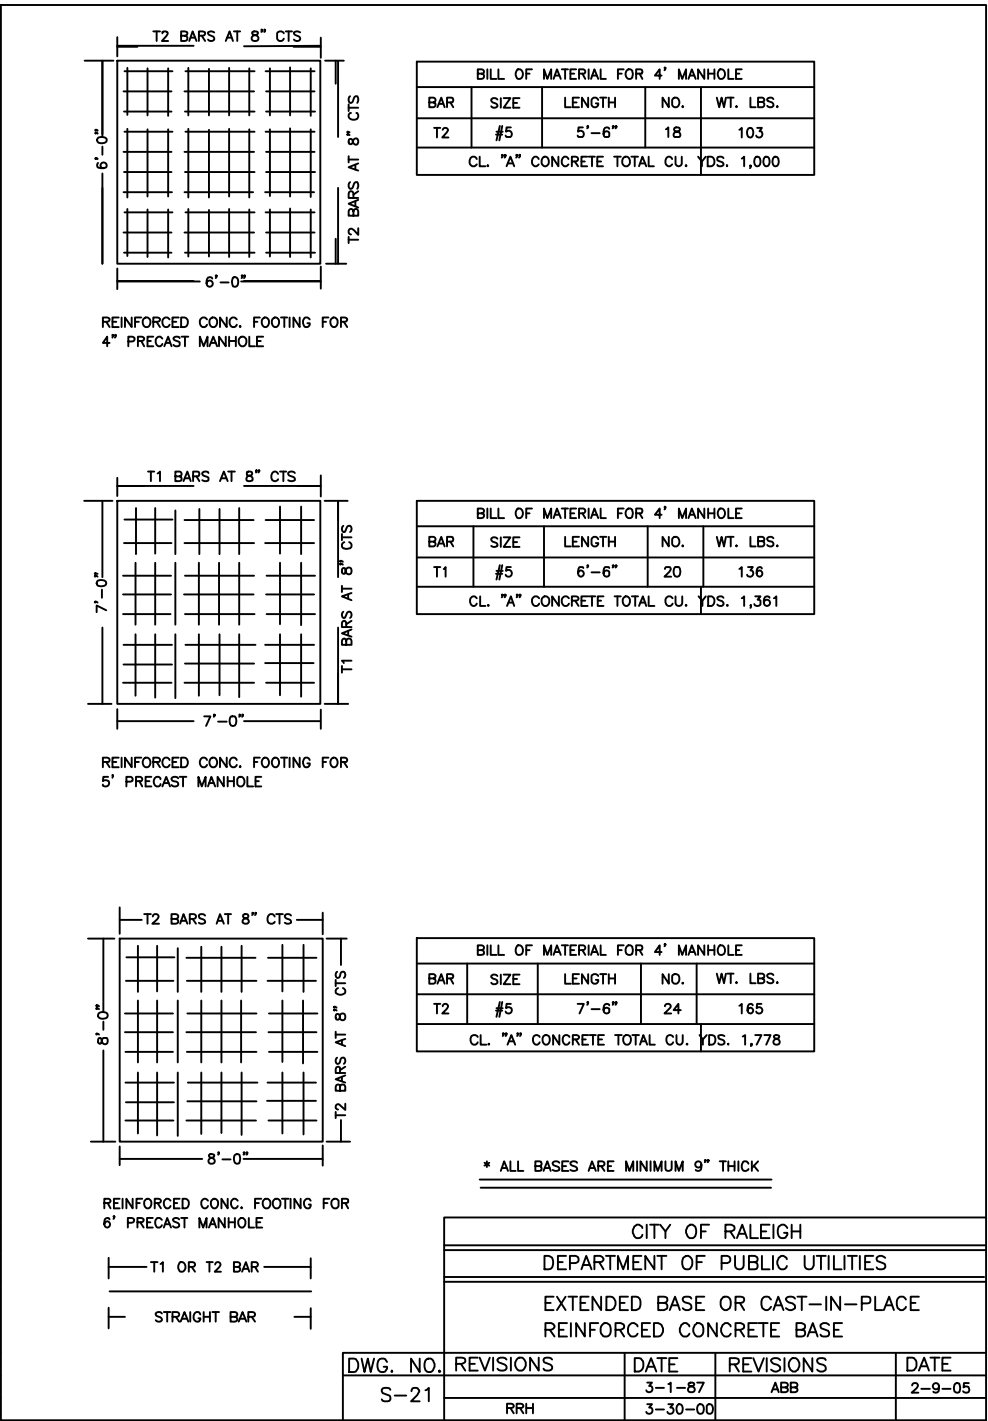 T2 BARS AT 8" CTS
6'-0"
T2 BARS AT 8" CTS
6'-0"
REINFORCED CONC. FOOTING FOR
4" PRECAST MANHOLE
BILL OF MATERIAL FOR 4' MANHOLE
BAR SIZE LENGTH NO. WT. LBS.
T2 #5 5'-6" 18 103
CL. "A" CONCRETE TOTAL CU. YDS. 1,000
T1 BARS AT 8" CTS
7'-0"
T1 BARS AT 8" CTS
7'-0"
REINFORCED CONC. FOOTING FOR
5' PRECAST MANHOLE
BILL OF MATERIAL FOR 4' MANHOLE
BAR SIZE LENGTH NO. WT. LBS.
T1 #5 6'-6" 20 136
CL. "A" CONCRETE TOTAL CU. YDS. 1,361
T2 BARS AT 8" CTS
8'-0"
T2 BARS AT 8" CTS
8'-0"
REINFORCED CONC. FOOTING FOR
6' PRECAST MANHOLE
BILL OF MATERIAL FOR 4' MANHOLE
BAR SIZE LENGTH NO. WT. LBS.
T2 #5 7'-6" 24 165
CL. "A" CONCRETE TOTAL CU. YDS. 1,778
* ALL BASES ARE MINIMUM 9" THICK
T1 OR T2 BAR
STRAIGHT BAR
CITY OF RALEIGH
DEPARTMENT OF PUBLIC UTILITIES
EXTENDED BASE OR CAST-IN-PLACE
REINFORCED CONCRETE BASE
DWG. NO. REVISIONS DATE REVISIONS DATE
S-21 3-1-87 ABB 2-9-05
RRH 3-30-00